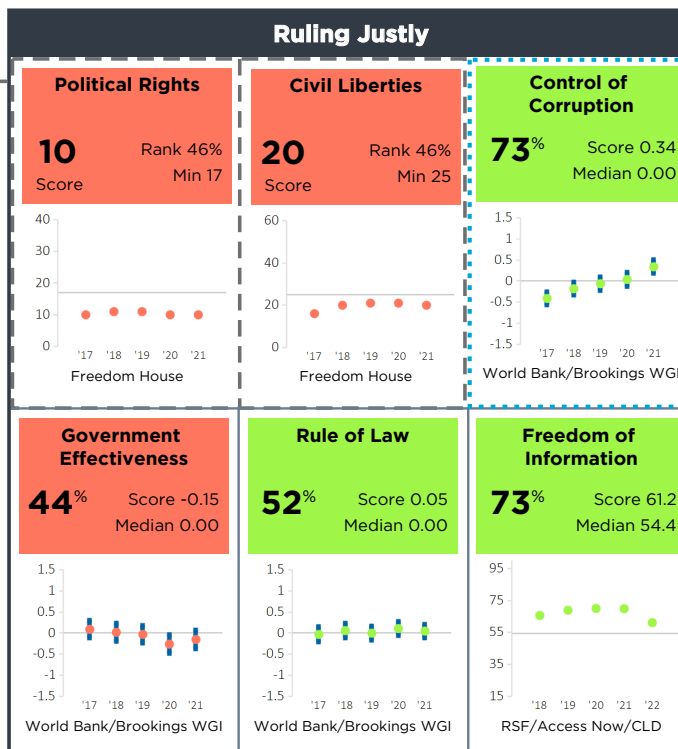 Ruling Justly
Political Rights
10
Score
Rank 46%
Min 17
40
30
20
10
0
'17 '18 '19 '20 '21
Freedom House
Civil Liberties
20
Score
Rank 46%
Min 25
60
40
20
0
'17 '18 '19 '20 '21
Freedom House
Control of
Corruption
73%
Score 0.34
Median 0.00
1.5
1
0.5
0
-0.5
-1
-1.5
'17 '18 '19 '20 '21
World Bank/Brookings WGI
Government
Effectiveness
44%
Score -0.15
Median 0.00
1.5
1
0.5
0
-0.5
-1
-1.5
'17 '18 '19 '20 '21
World Bank/Brookings WGI
Rule of Law
52%
Score 0.05
Median 0.00
1.5
1
0.5
0
-0.5
-1
-1.5
'17 '18 '19 '20 '21
World Bank/Brookings WGI
Freedom of
Information
73%
Score 61.2
Median 54.4
95
75
55
35
15
'18 '19 '20 '21 '22
RSF/Access Now/CLD